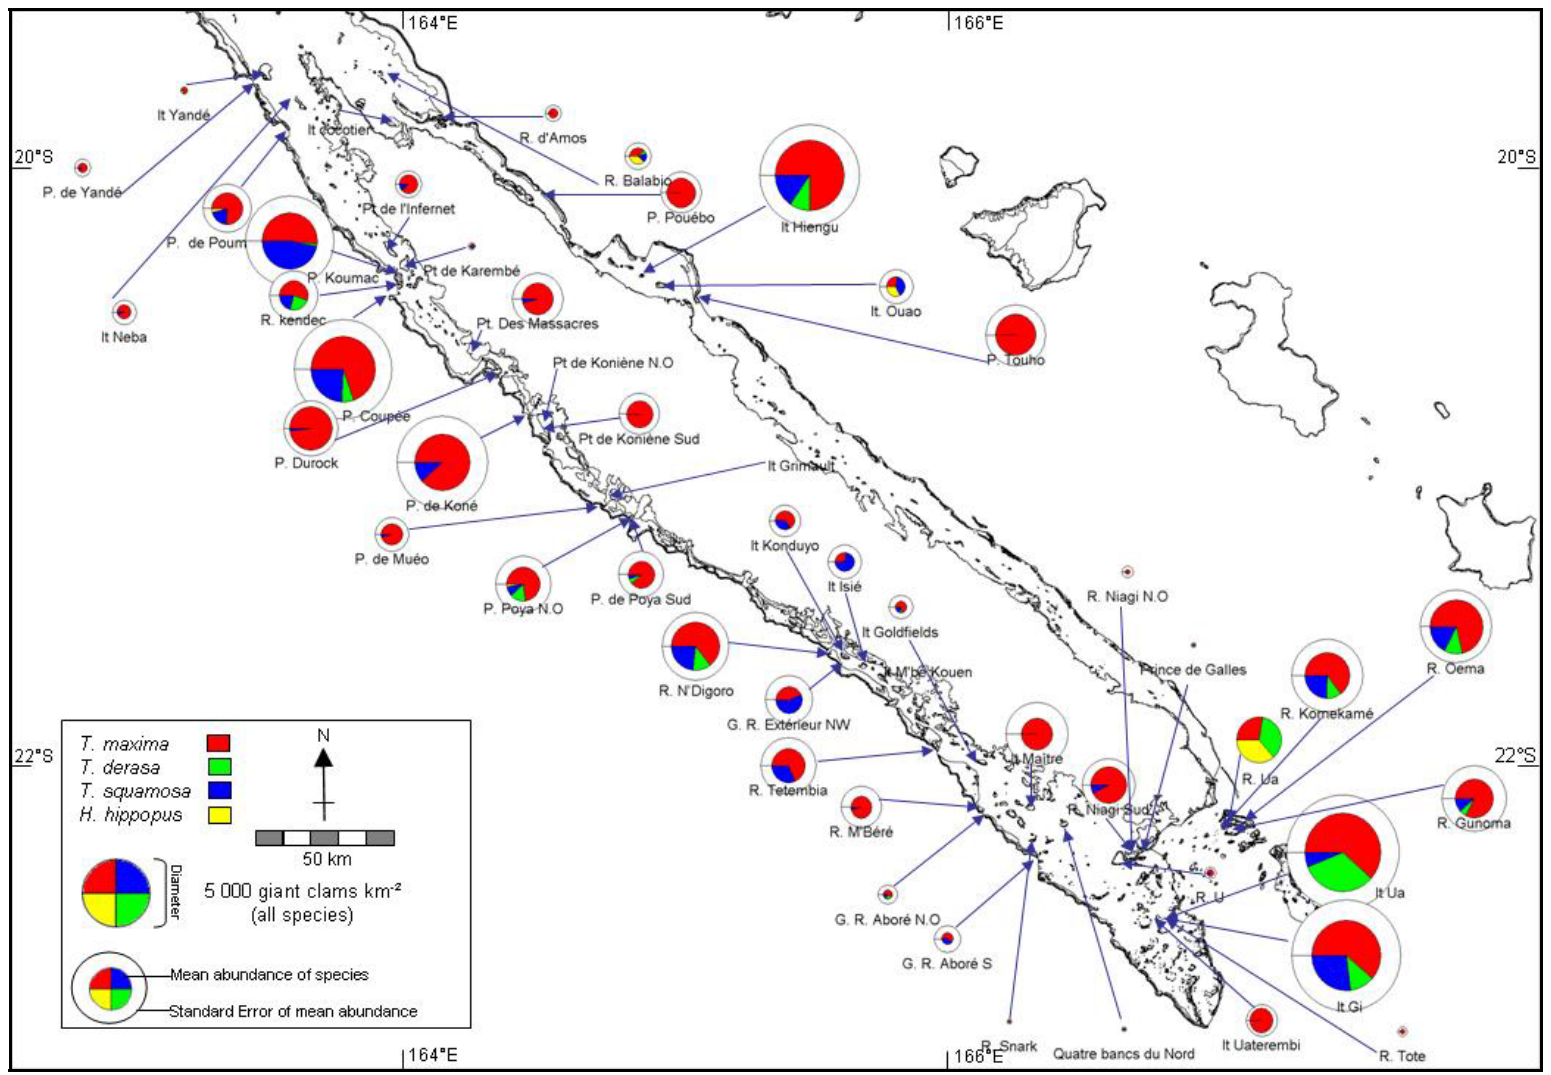 164°E
166°E
It Yandé
It cocotier
R. d'Amos
20°S
20°S
P. de Yandé
R. Balabio
Pt de l'Infernet
P. Pouébo
It Hiengu
P. de Poum
P. Koumac
Pt de Karembé
R. kendec
It. Ouao
It Neba
Pt. Des Massacres
P. Touho
Pt de Koniène N.O
P. Coupée
Pt de Koniène Sud
P. Durock
It Grimault
P. de Koné
It Konduyo
P. de Muéo
It Isié
R. Niagi N.O
P. Poya N.O
P. de Poya Sud
It Goldfields
It M'bé Kouen
Prince de Galles
R. Oema
R. N'Digoro
R. Komekamé
G. R. Extérieur NW
N
T. maxima
T. derasa
T. squamosa
H. hippopus
22°S
22°S
It Maitre
R. Ua
R. Tetembia
R. Niagi Sud
R. M'Béré
R. Gunoma
50 km
Diameter
5 000 giant clams km-²
(all species)
R. U
It Ua
G. R. Aboré N.O
G. R. Aboré S
Mean abundance of species
Standard Error of mean abundance
It Gi
R. Snark
Quatre bancs du Nord
It Uaterembi
R. Tote
164°E
166°E